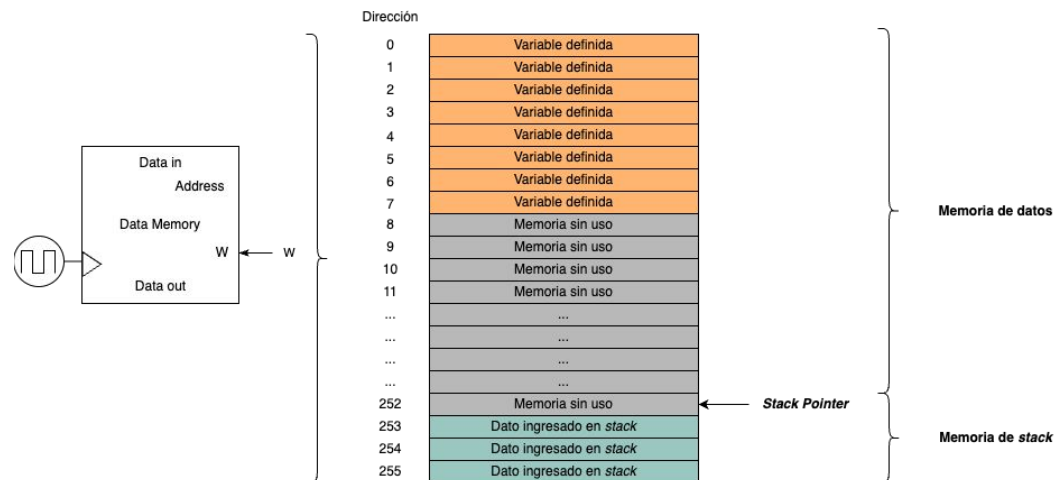 Dirección
0 Variable definida
1 Variable definida
2 Variable definida
3 Variable definida
4 Variable definida
5 Variable definida
6 Variable definida
7 Variable definida
8 Memoria sin uso
9 Memoria sin uso
10 Memoria sin uso
11 Memoria sin uso
... ...
... ...
... ...
... ...
252 Memoria sin uso
253 Dato ingresado en stack
254 Dato ingresado en stack
255 Dato ingresado en stack
Data in
Address
Data Memory
W W
Data out
Memoria de datos
Stack Pointer
Memoria de stack